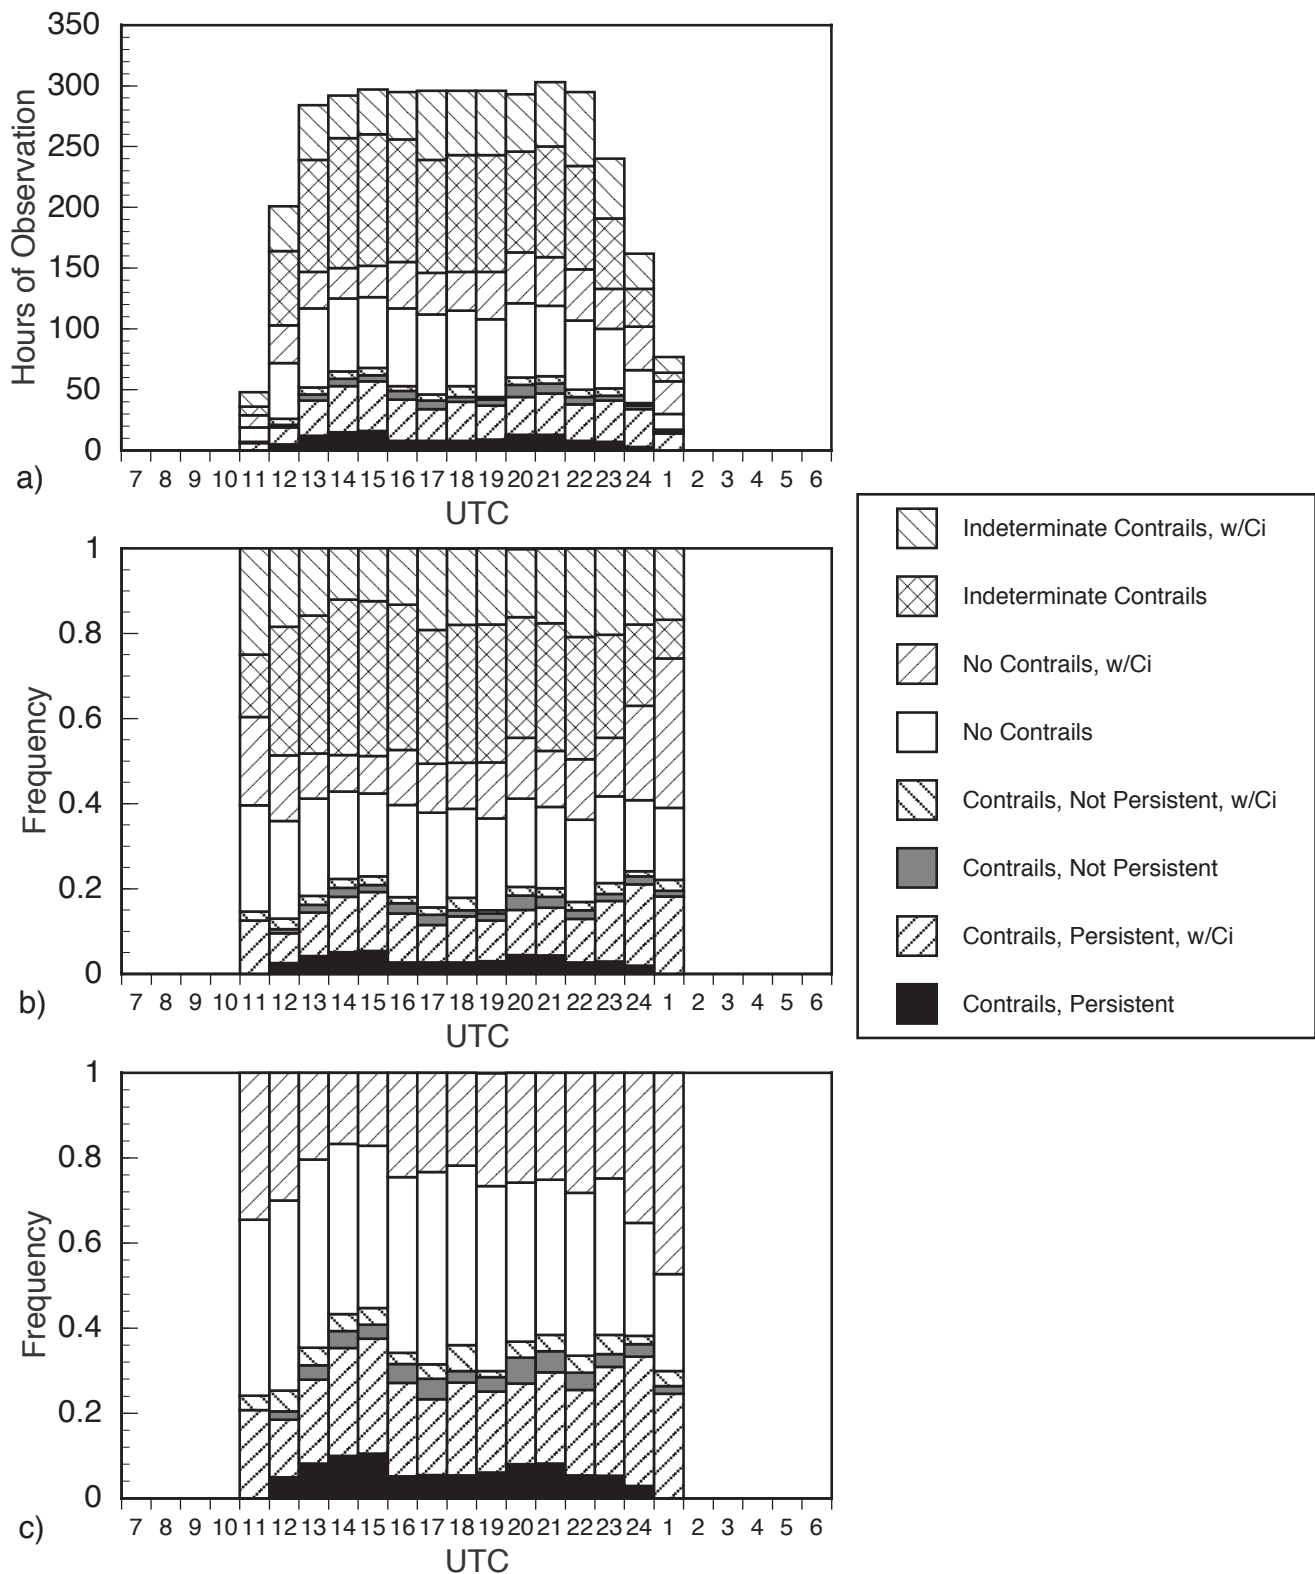 350
300
250
200
150
100
50
0
Hours of Observation
7 8 9 10 11 12 13 14 15 16 17 18 19 20 21 22 23 24 1 2 3 4 5 6
a)
UTC
1
0.8
0.6
0.4
0.2
0
Frequency
7 8 9 10 11 12 13 14 15 16 17 18 19 20 21 22 23 24 1 2 3 4 5 6
b)
UTC
Indeterminate Contrails, w/Ci
Indeterminate Contrails
No Contrails, w/Ci
No Contrails
Contrails, Not Persistent, w/Ci
Contrails, Not Persistent
Contrails, Persistent, w/Ci
Contrails, Persistent
1
0.8
0.6
0.4
0.2
0
Frequency
7 8 9 10 11 12 13 14 15 16 17 18 19 20 21 22 23 24 1 2 3 4 5 6
c)
UTC